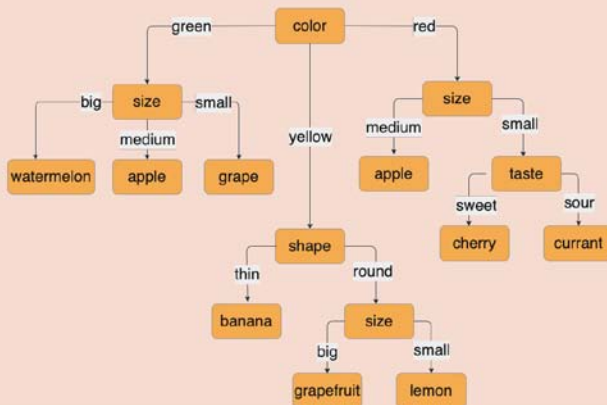 color
green
red
yellow
size
big
medium
small
watermelon
apple
grape
size
medium
small
apple
taste
sweet
sour
cherry
currant
shape
thin
round
banana
size
big
small
grapefruit
lemon